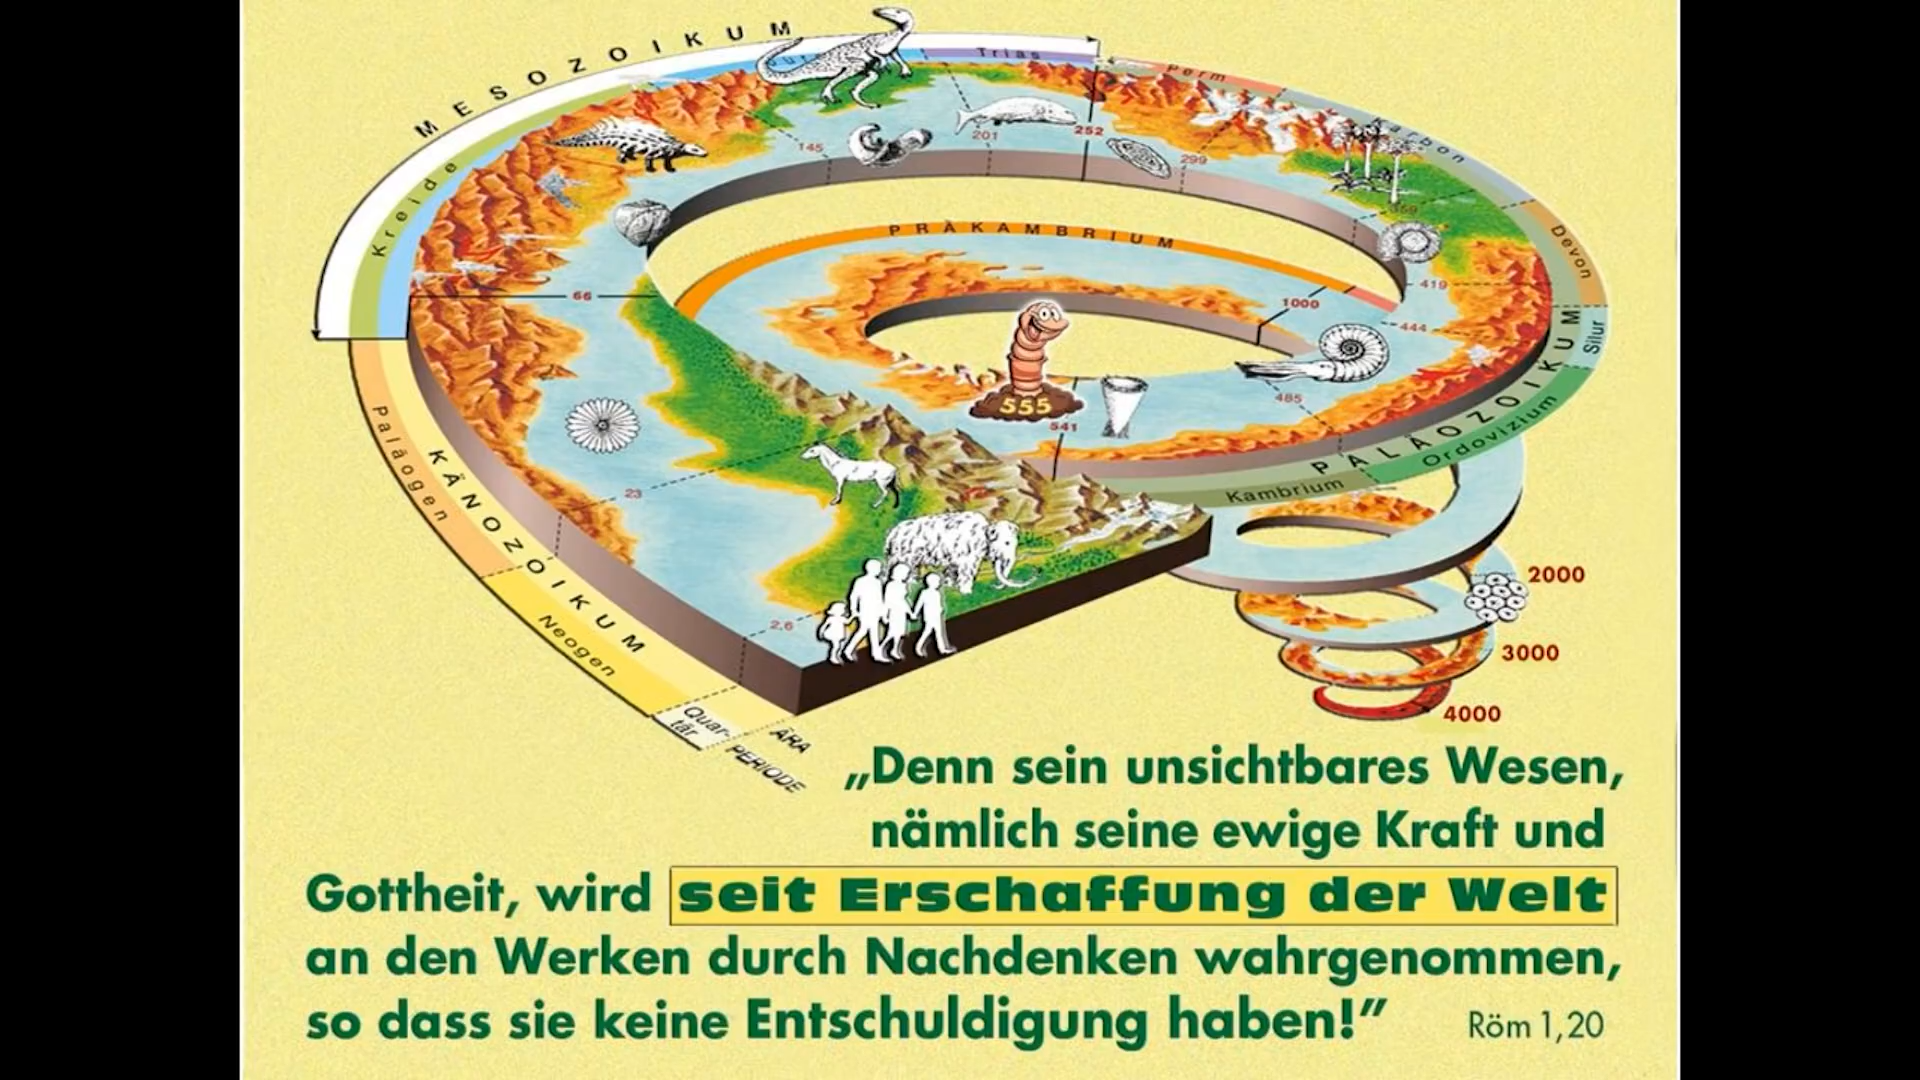 MESOZOIKUM
Trias
Perm
Karbon
Kreide
145
201
252
299
359
Devon
PRÄKAMBRIUM
66
1000
419
444
Silur
555
541
485
PALÄOZOIKUM
Ordovizium
Kambrium
Paläogen
KÄNOZOIKUM
23
Neogen
2,6
Quar-
tär
ÄRA
PERIODE
2000
3000
4000
„Denn sein unsichtbares Wesen,
nämlich seine ewige Kraft und
Gottheit, wird seit Erschaffung der Welt
an den Werken durch Nachdenken wahrgenommen,
so dass sie keine Entschuldigung haben!” Röm 1,20